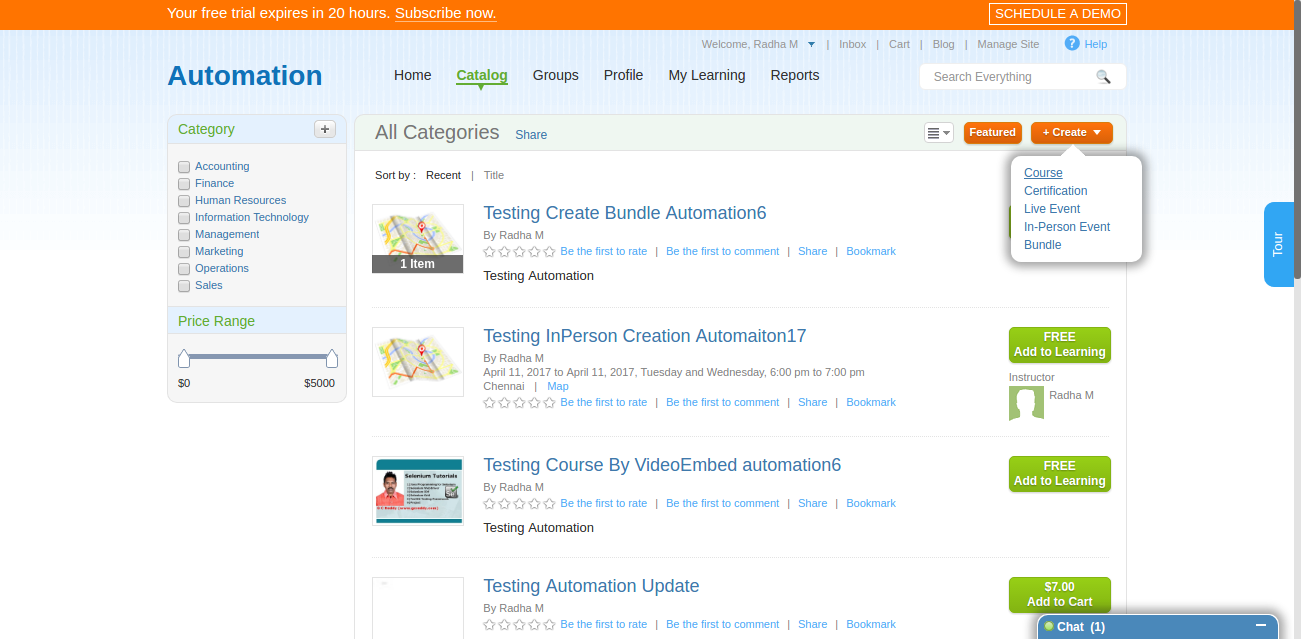 Your free trial expires in 20 hours. Subscribe now.
SCHEDULE A DEMO
Welcome, Radha M | Inbox | Cart | Blog | Manage Site ? Help
Automation
Home Catalog Groups Profile My Learning Reports
Search Everything
Category +
Accounting
Finance
Human Resources
Information Technology
Management
Marketing
Operations
Sales
Price Range
$0 $5000
All Categories Share
Featured + Create
Course
Certification
Live Event
In-Person Event
Bundle
Tour
Sort by : Recent | Title
1 Item
Testing Create Bundle Automation6
By Radha M
Be the first to rate | Be the first to comment | Share | Bookmark
Testing Automation
Testing InPerson Creation Automaiton17
By Radha M
April 11, 2017 to April 11, 2017, Tuesday and Wednesday, 6:00 pm to 7:00 pm
Chennai | Map
Be the first to rate | Be the first to comment | Share | Bookmark
FREE
Add to Learning
Instructor
Radha M
Selenium Tutorials
Testing Course By VideoEmbed automation6
By Radha M
Be the first to rate | Be the first to comment | Share | Bookmark
Testing Automation
FREE
Add to Learning
Testing Automation Update
By Radha M
Be the first to rate | Be the first to comment | Share | Bookmark
$7.00
Add to Cart
Chat (1)